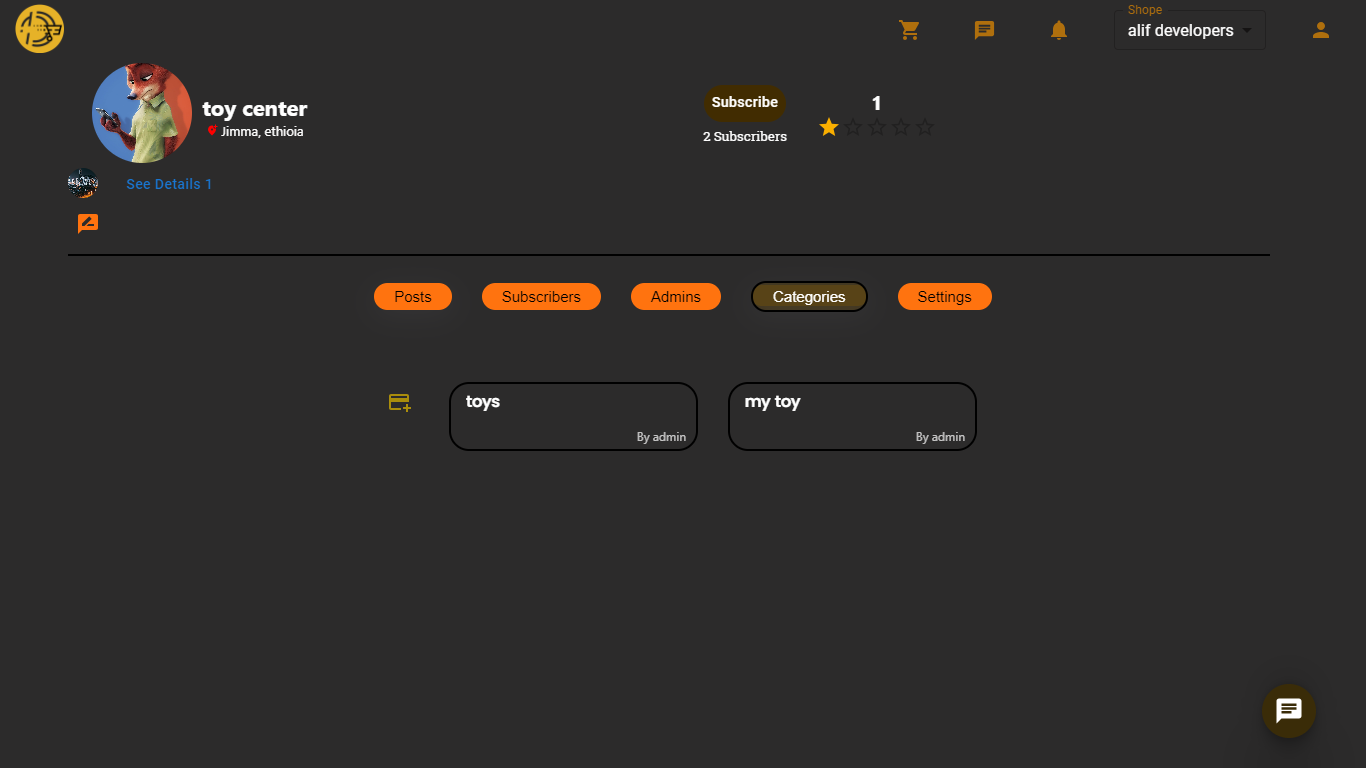 Shope
alif developers
toy center
Jimma, ethioia
Subscribe
2 Subscribers
1
See Details 1
Posts
Subscribers
Admins
Categories
Settings
toys
By admin
my toy
By admin